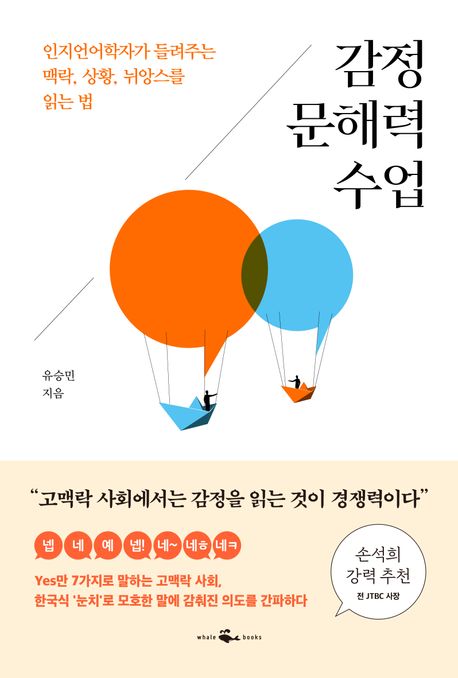 인지언어학자가 들려주는
맥락, 상황, 뉘앙스를
읽는 법
감정
문해력
수업
유승민
지음
“고맥락 사회에서는 감정을 읽는 것이 경쟁력이다”
넵 네 예 넵! 네~ 네ㅎ 네ㅋ
Yes만 7가지로 말하는 고맥락 사회,
한국식 '눈치'로 모호한 말에 감춰진 의도를 간파하다
손석희
강력 추천
전 JTBC 사장
whale books